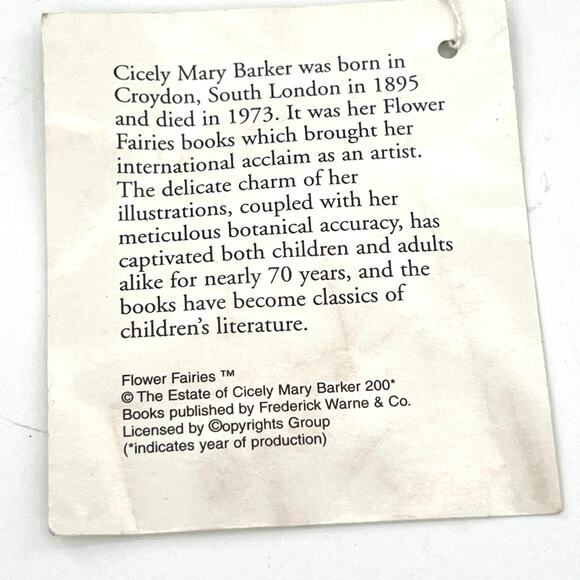 Cicely Mary Barker was born in
Croydon, South London in 1895
and died in 1973. It was her Flower
Fairies books which brought her
international acclaim as an artist.
The delicate charm of her
illustrations, coupled with her
meticulous botanical accuracy, has
captivated both children and adults
alike for nearly 70 years, and the
books have become classics of
children's literature.
Flower Fairies ™
© The Estate of Cicely Mary Barker 200*
Books published by Frederick Warne & Co.
Licensed by ©opyrights Group
(*indicates year of production)